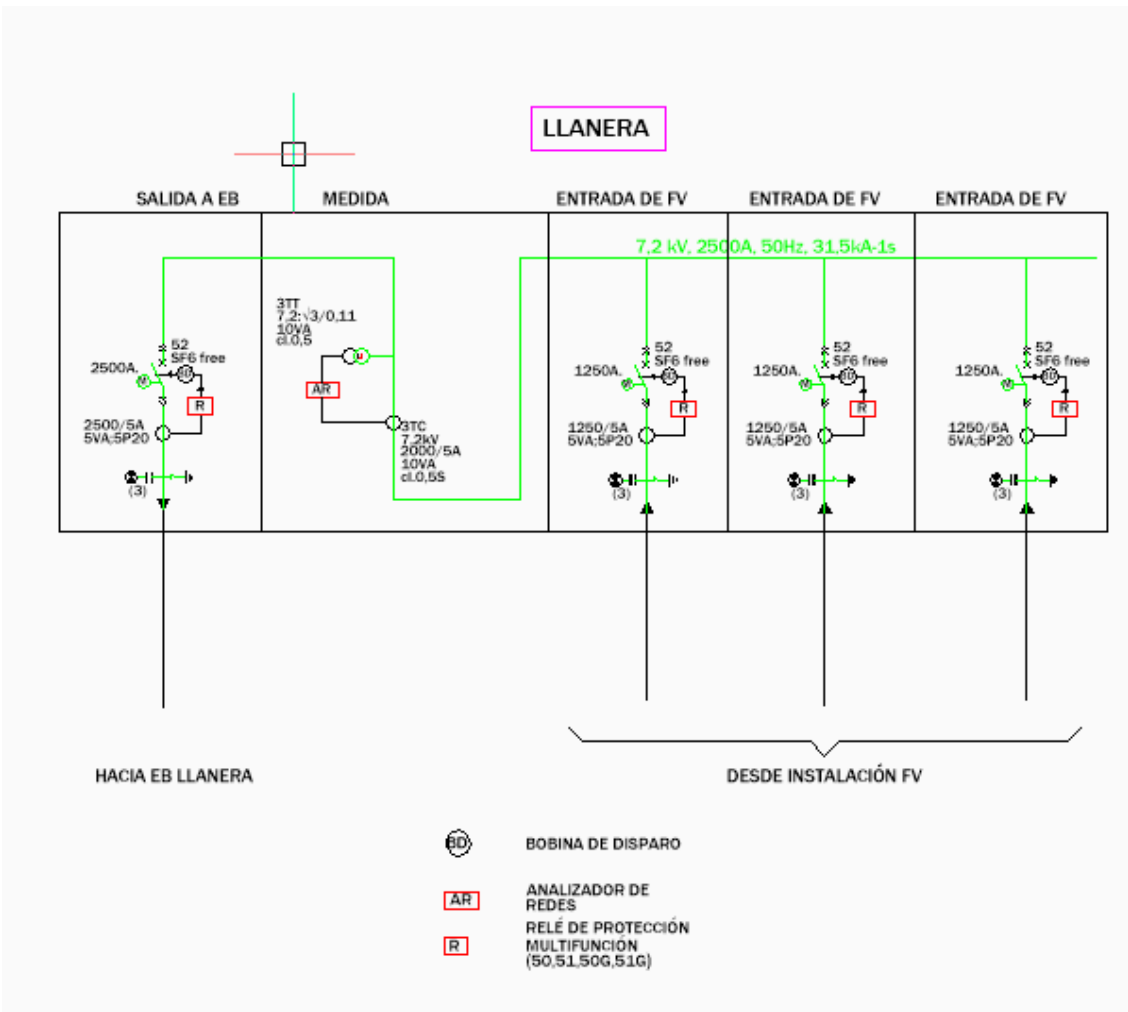 LLANERA
SALIDA A EB
MEDIDA
ENTRADA DE FV
ENTRADA DE FV
ENTRADA DE FV
7,2 kV, 2500A, 50Hz, 31,5kA-1s
52
SF6 free
2500A.
M
BD
R
2500/5A
5VA;5P20
(3)
3TT
7,2:√3/0,11
10VA
cl.0,5
AR
3TC
7,2kV
2000/5A
10VA
cl.0,5S
52
SF6 free
1250A.
M
BD
R
1250/5A
5VA;5P20
(3)
52
SF6 free
1250A.
M
BD
R
1250/5A
5VA;5P20
(3)
52
SF6 free
1250A.
M
BD
R
1250/5A
5VA;5P20
(3)
HACIA EB LLANERA
DESDE INSTALACIÓN FV
BD
BOBINA DE DISPARO
AR
ANALIZADOR DE
REDES
R
RELÉ DE PROTECCIÓN
MULTIFUNCIÓN
(50,51,50G,51G)